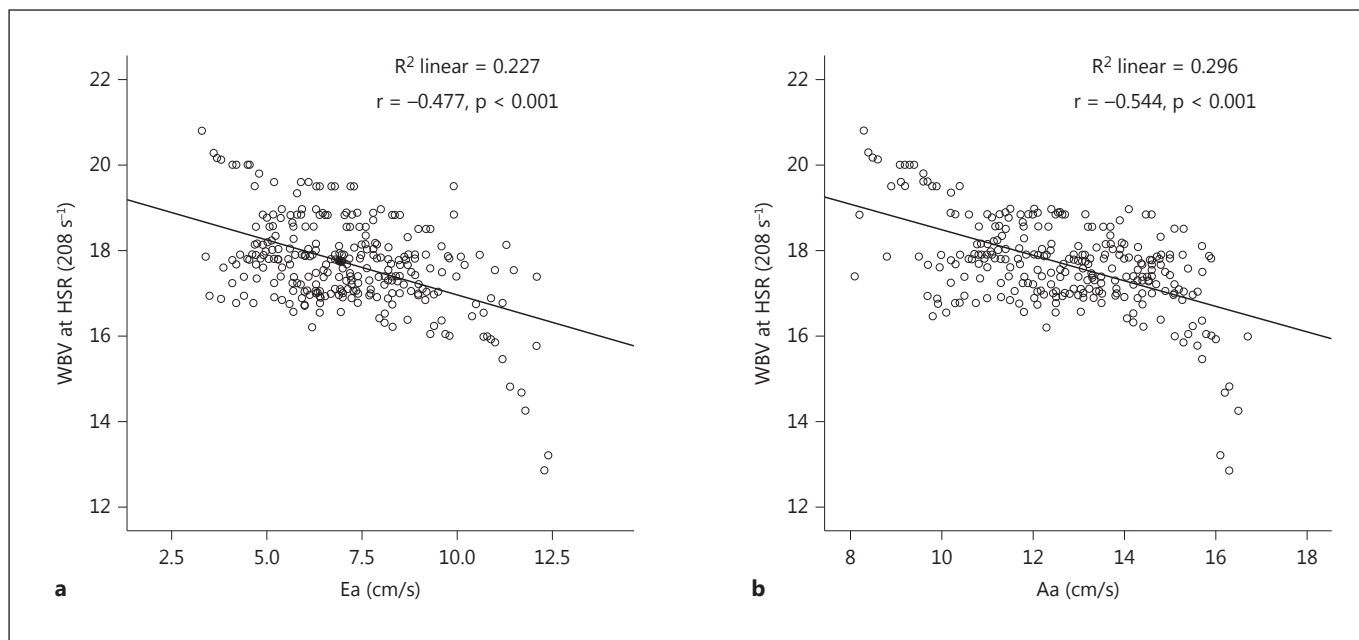 R² linear = 0.227
r = –0.477, p < 0.001
WBV at HSR (208 s⁻¹)
22
20
18
16
14
12
2.5 5.0 7.5 10.0 12.5
Ea (cm/s)
a
R² linear = 0.296
r = –0.544, p < 0.001
WBV at HSR (208 s⁻¹)
22
20
18
16
14
12
8 10 12 14 16 18
Aa (cm/s)
b